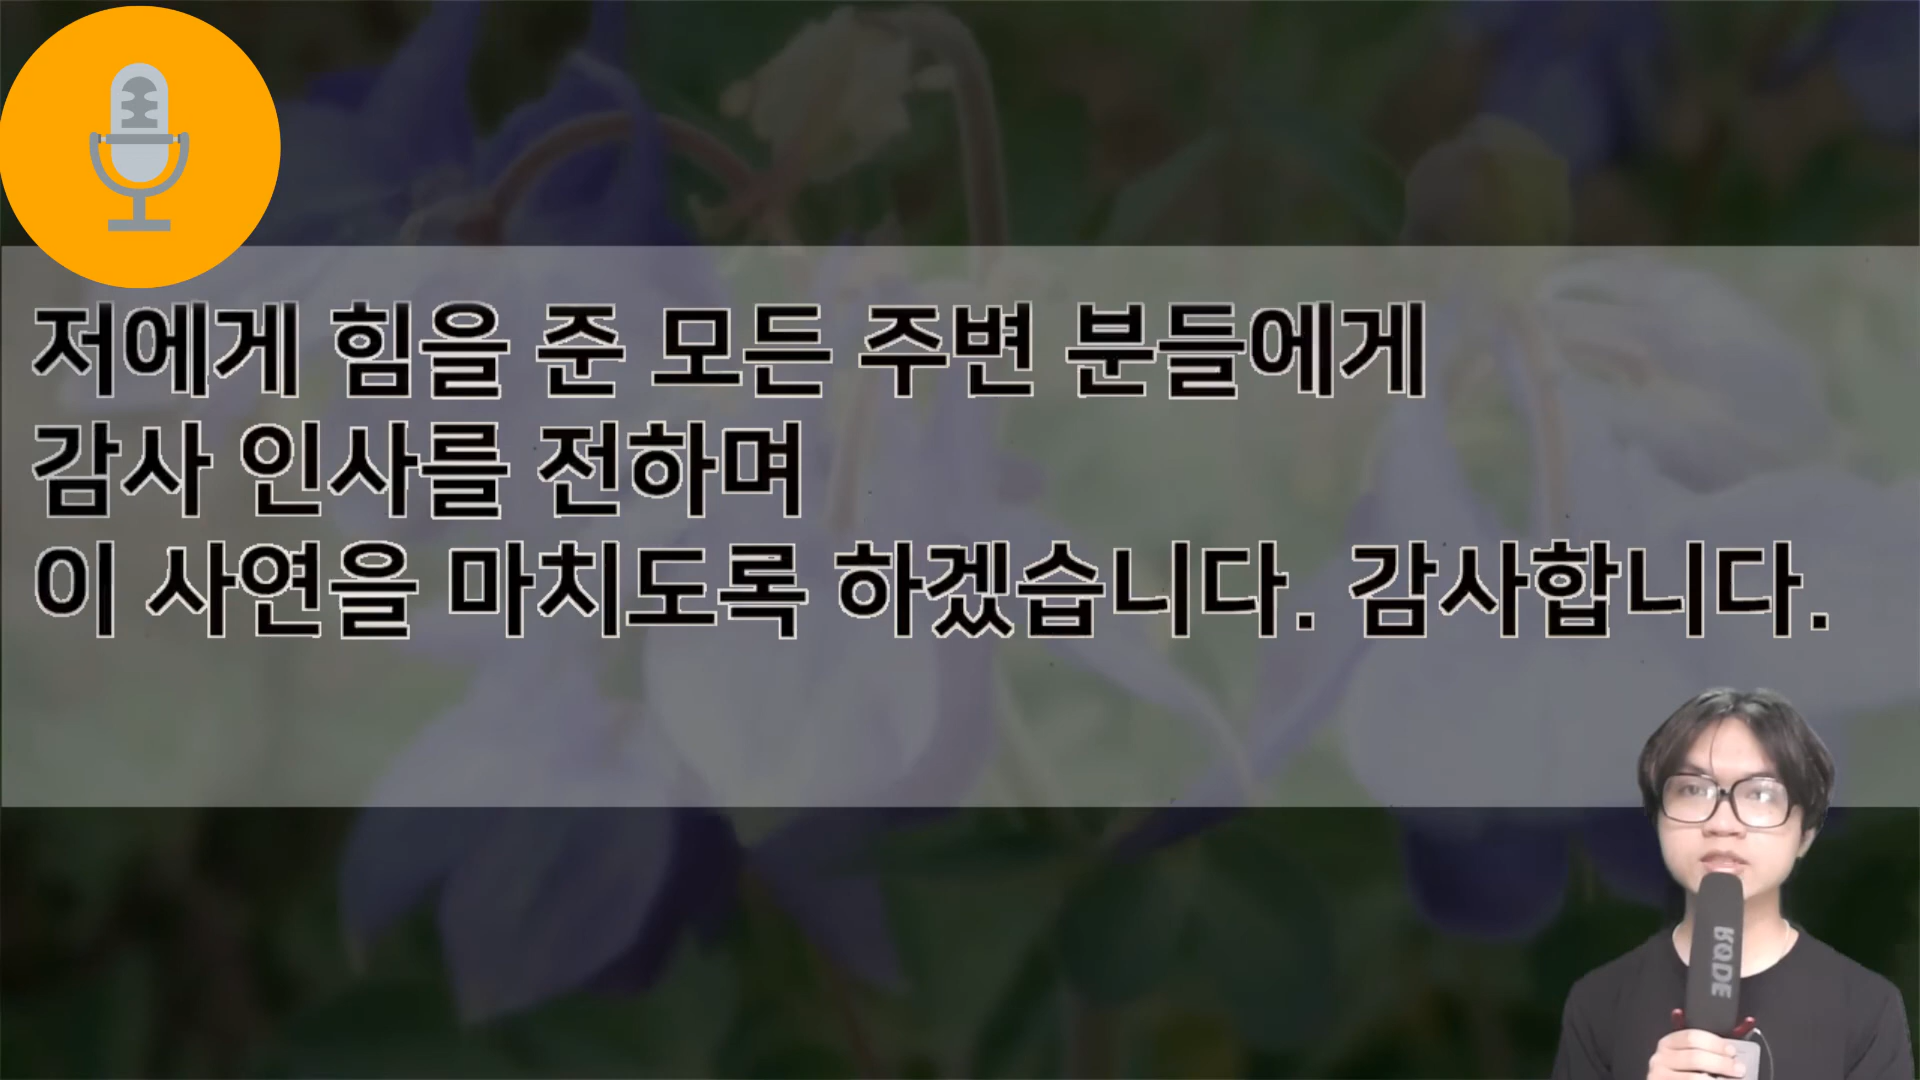 저에게 힘을 준 모든 주변 분들에게
감사 인사를 전하며
이 사연을 마치도록 하겠습니다. 감사합니다.
RODE